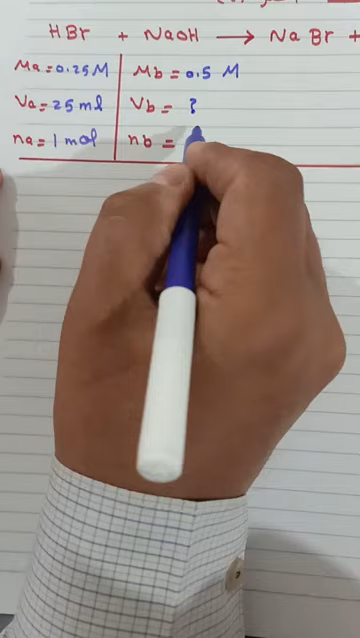 HBr + NaOH → NaBr +
Ma = 0.25 M Mb = 0.5 M
Va = 25 ml Vb = ?
na = 1 mol nb =